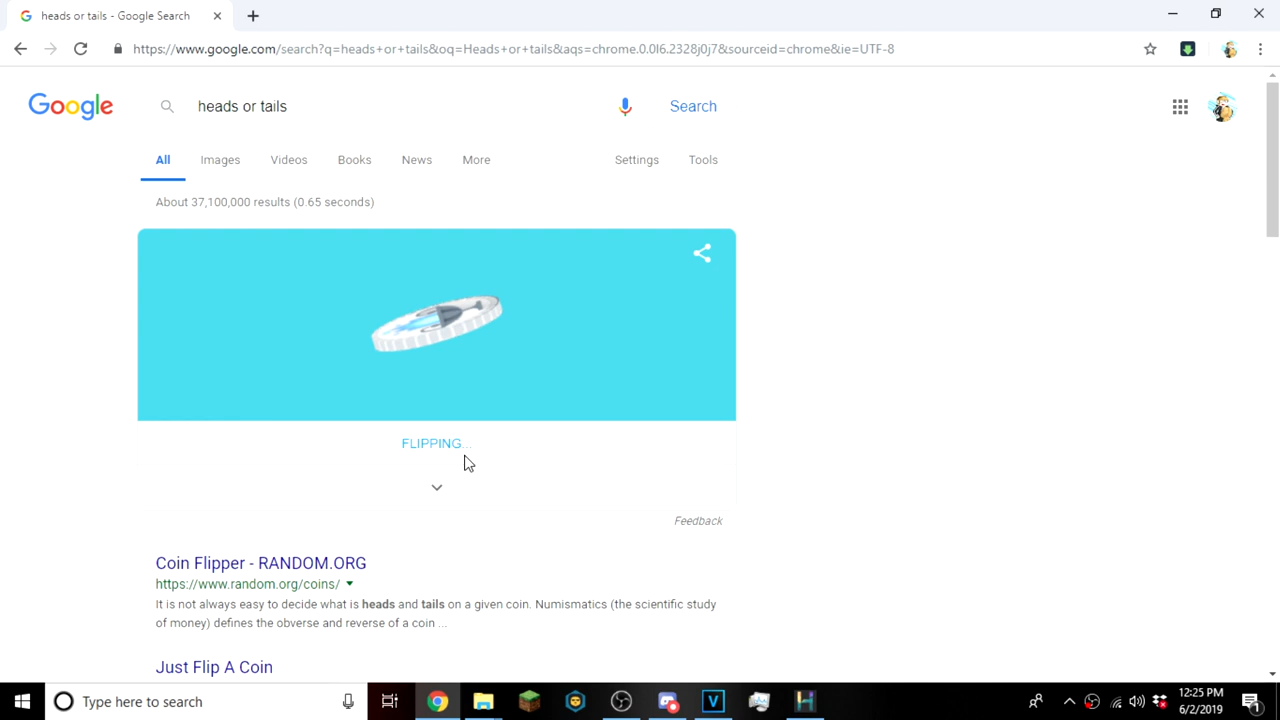 heads or tails - Google Search
https://www.google.com/search?q=heads+or+tails&oq=Heads+or+tails&aqs=chrome.0.0l6.2328j0j7&sourceid=chrome&ie=UTF-8
Google
heads or tails
Search
All Images Videos Books News More Settings Tools
About 37,100,000 results (0.65 seconds)
FLIPPING...
Feedback
Coin Flipper - RANDOM.ORG
https://www.random.org/coins/
It is not always easy to decide what is heads and tails on a given coin. Numismatics (the scientific study
of money) defines the obverse and reverse of a coin ...
Just Flip A Coin
Type here to search
12:25 PM
6/2/2019
1